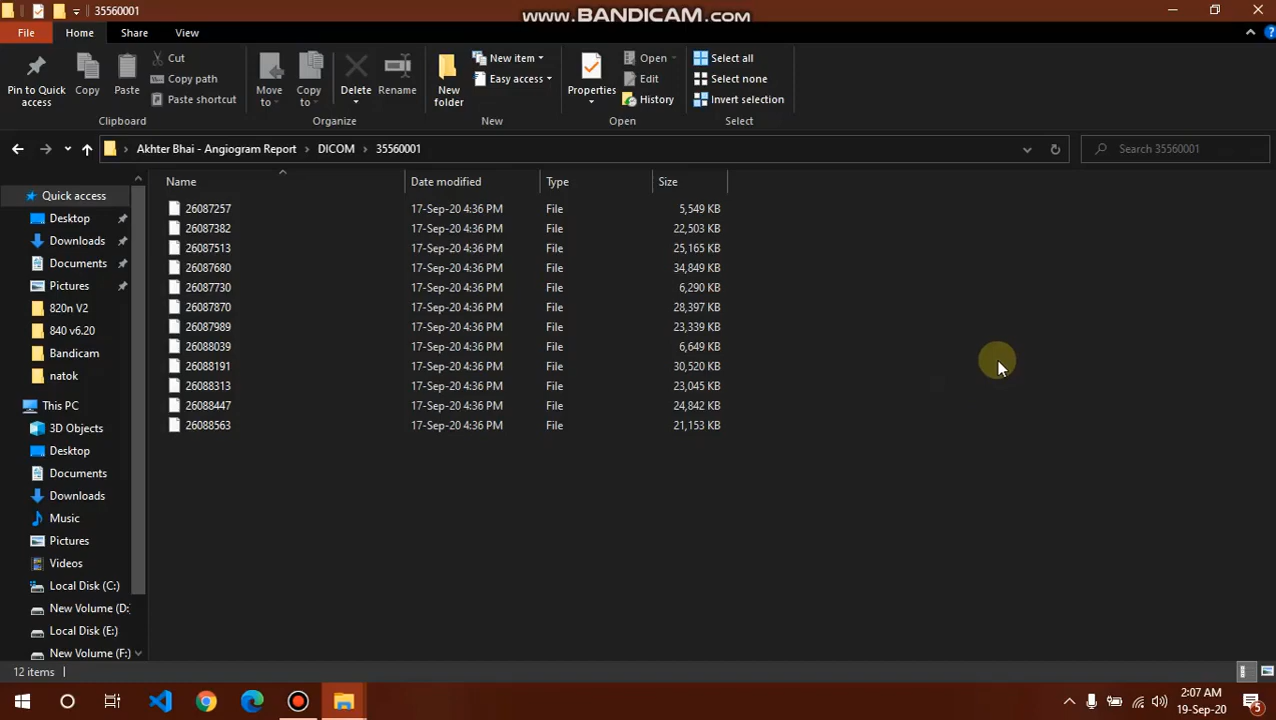 35560001
www.BANDICAM.com
File Home Share View
Pin to Quick access
Copy
Paste
Cut
Copy path
Paste shortcut
Clipboard
Move to
Copy to
Delete
Rename
Organize
New folder
New item
Easy access
New
Properties
Open
Edit
History
Open
Select all
Select none
Invert selection
Select
Akhter Bhai - Angiogram Report DICOM 35560001
Search 35560001
Name Date modified Type Size
26087257 17-Sep-20 4:36 PM File 5,549 KB
26087382 17-Sep-20 4:36 PM File 22,503 KB
26087513 17-Sep-20 4:36 PM File 25,165 KB
26087680 17-Sep-20 4:36 PM File 34,849 KB
26087730 17-Sep-20 4:36 PM File 6,290 KB
26087870 17-Sep-20 4:36 PM File 28,397 KB
26087989 17-Sep-20 4:36 PM File 23,339 KB
26088039 17-Sep-20 4:36 PM File 6,649 KB
26088191 17-Sep-20 4:36 PM File 30,520 KB
26088313 17-Sep-20 4:36 PM File 23,045 KB
26088447 17-Sep-20 4:36 PM File 24,842 KB
26088563 17-Sep-20 4:36 PM File 21,153 KB
Quick access
Desktop
Downloads
Documents
Pictures
820n V2
840 v6.20
Bandicam
natok
This PC
3D Objects
Desktop
Documents
Downloads
Music
Pictures
Videos
Local Disk (C:)
New Volume (D:
Local Disk (E:)
New Volume (F:)
12 items
2:07 AM
19-Sep-20
5